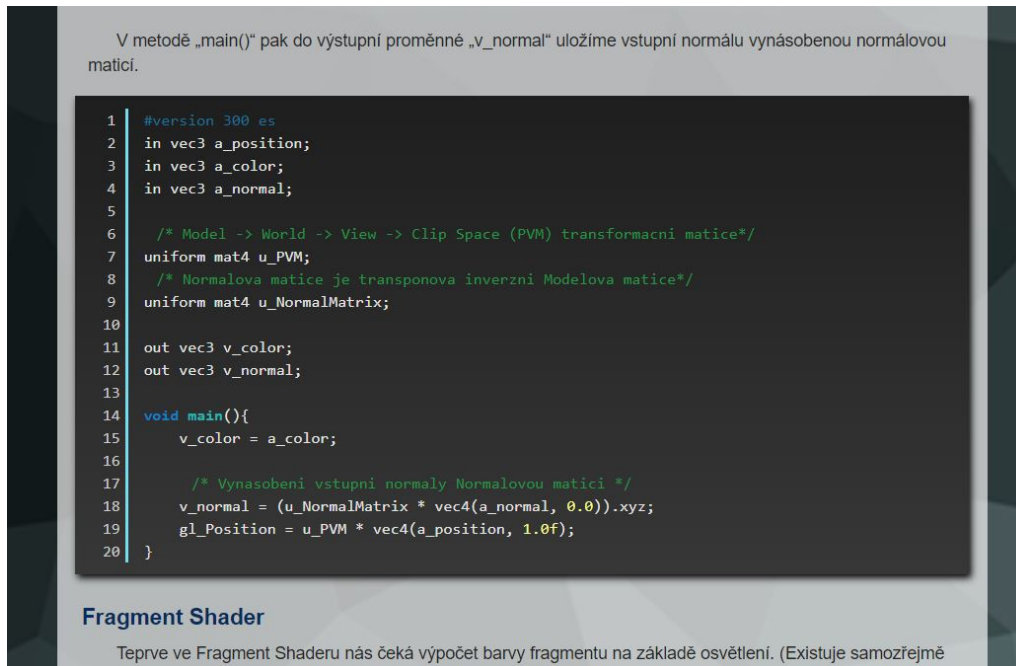 V metodě „main()“ pak do výstupní proměnné „v_normal“ uložíme vstupní normálu vynásobenou normálovou
maticí.
1 #version 300 es
2 in vec3 a_position;
3 in vec3 a_color;
4 in vec3 a_normal;
5
6 /* Model -> World -> View -> Clip Space (PVM) transformacni matice*/
7 uniform mat4 u_PVM;
8 /* Normalova matice je transponova inverzni Modelova matice*/
9 uniform mat4 u_NormalMatrix;
10
11 out vec3 v_color;
12 out vec3 v_normal;
13
14 void main(){
15 v_color = a_color;
16
17 /* Vynasobeni vstupni normaly Normalovou matici */
18 v_normal = (u_NormalMatrix * vec4(a_normal, 0.0)).xyz;
19 gl_Position = u_PVM * vec4(a_position, 1.0f);
20 }
Fragment Shader
Teprve ve Fragment Shaderu nás čeká výpočet barvy fragmentu na základě osvětlení. (Existuje samozřejmě